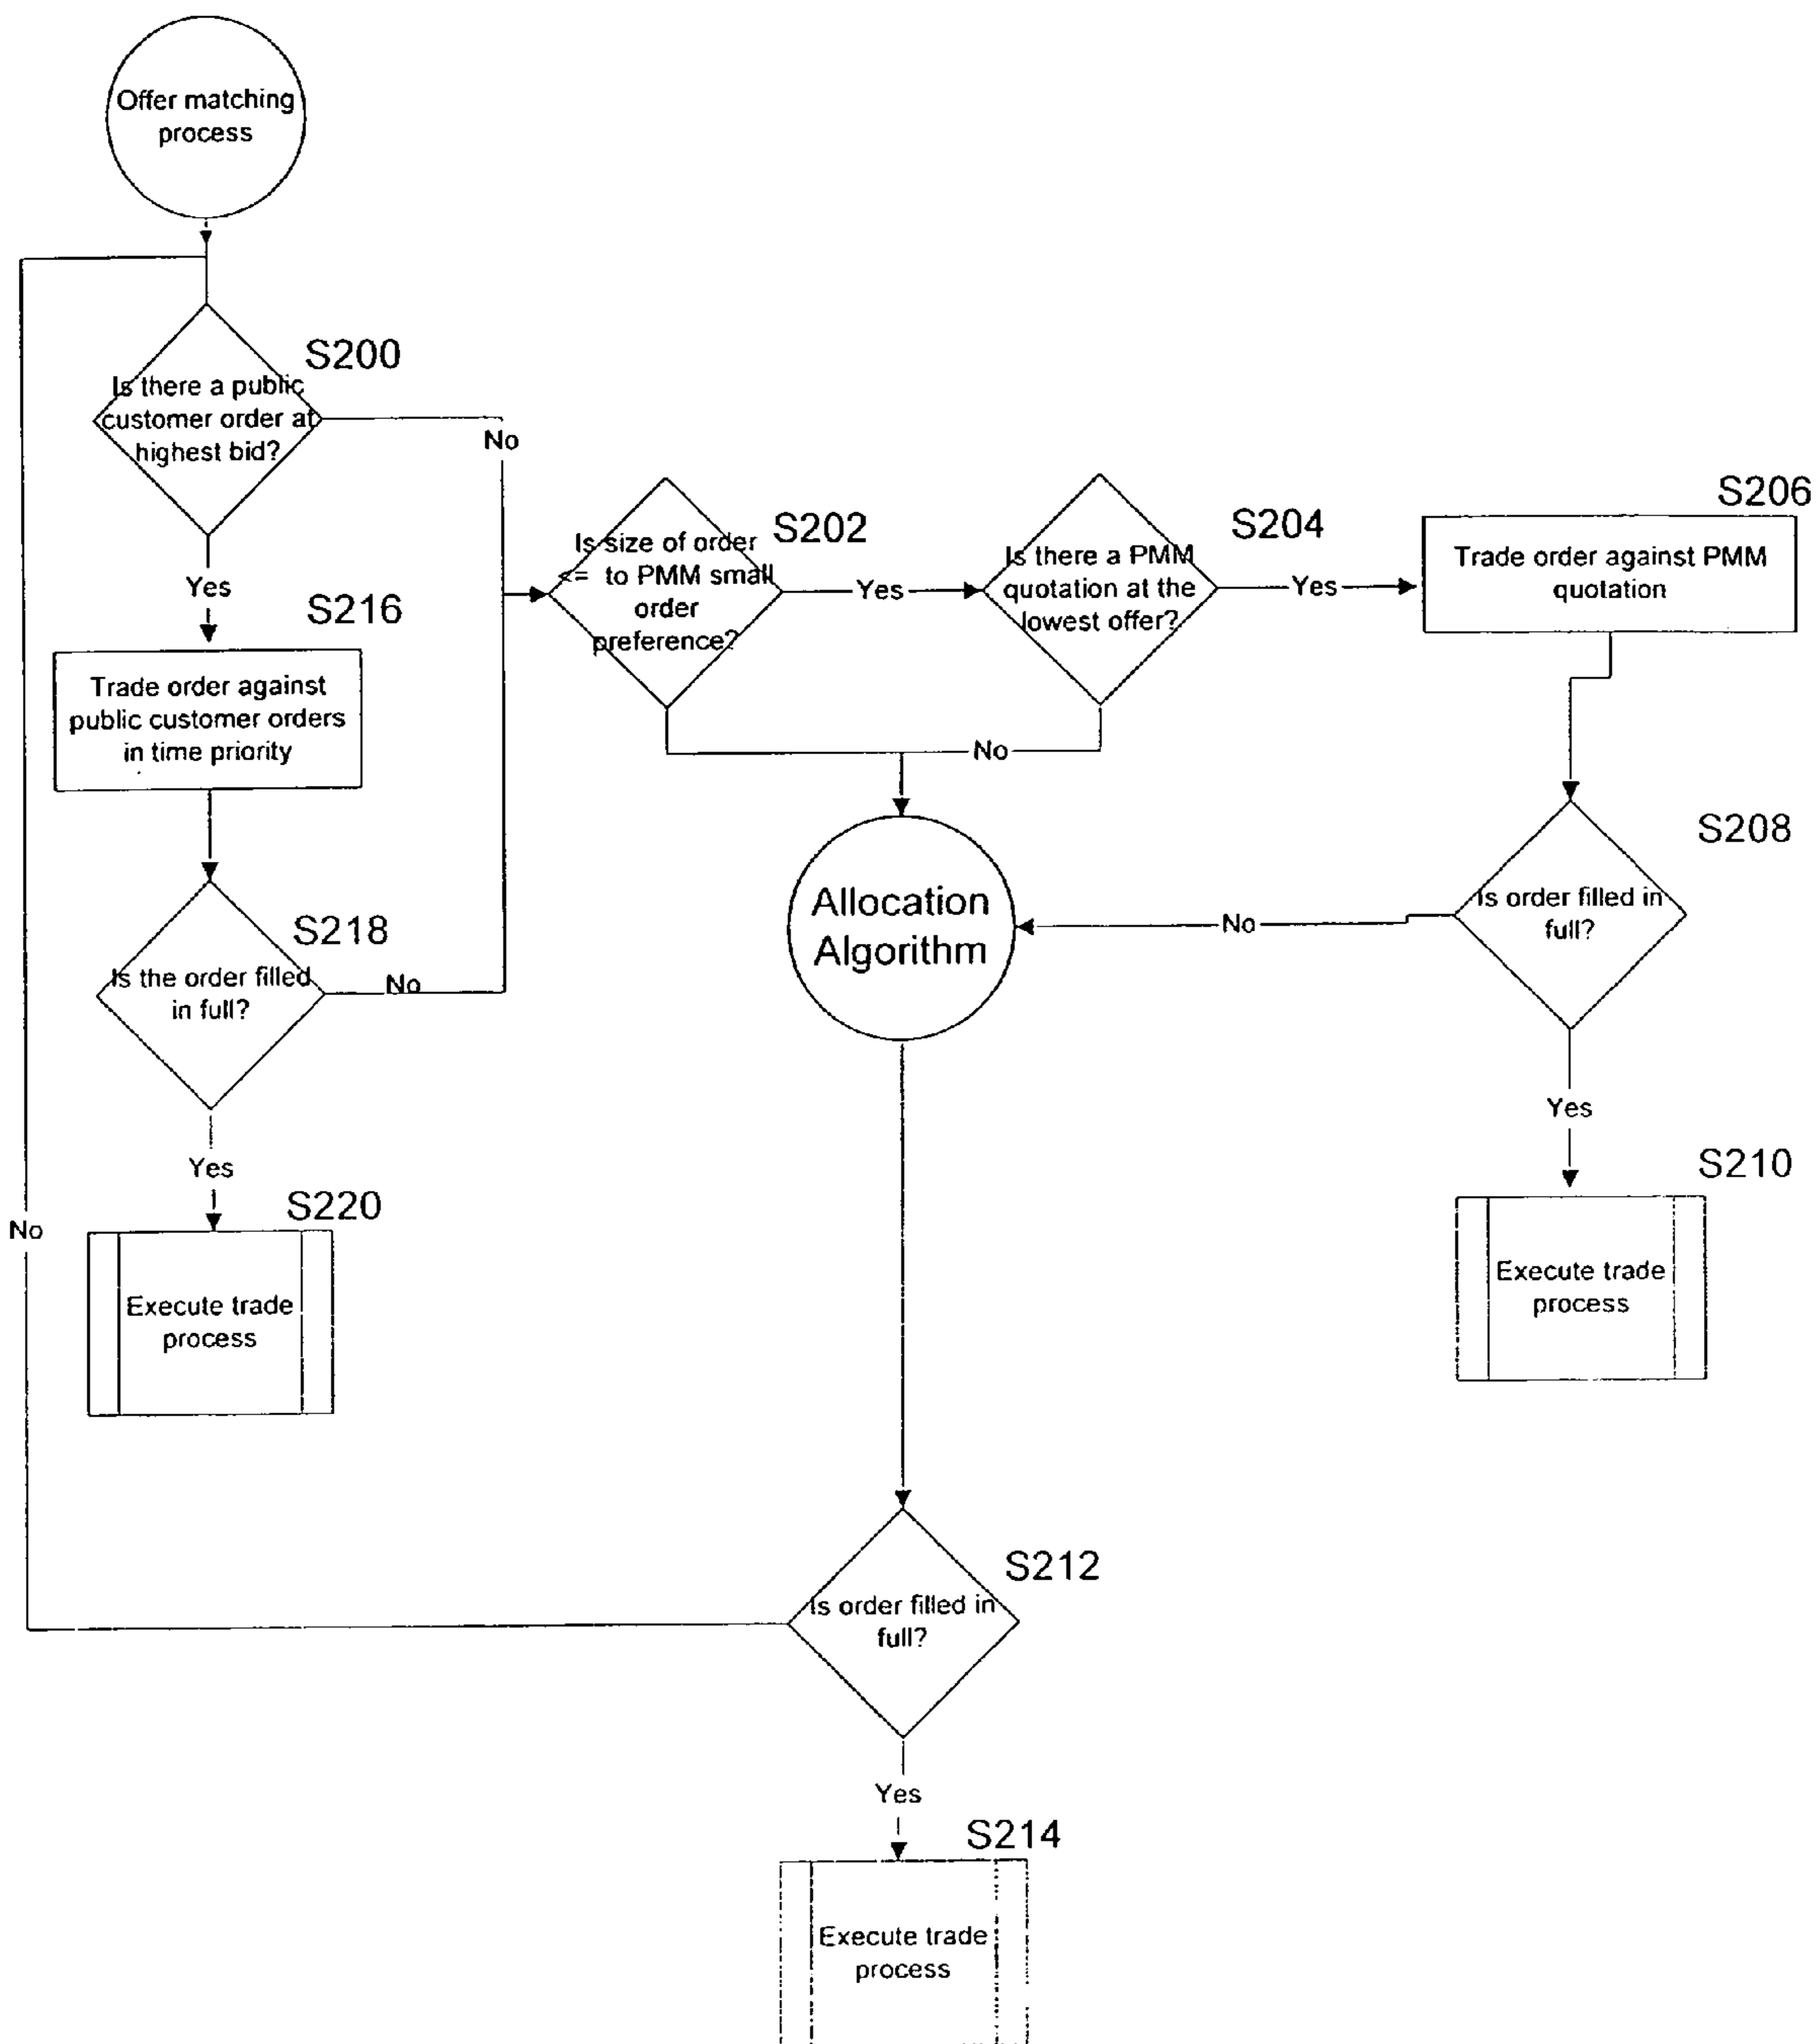 Offer matching
process
S200
Is there a public
customer order at
highest bid?
No
Yes
S216
Trade order against
public customer orders
in time priority
S218
Is the order filled
in full?
No
Yes
S220
Execute trade
process
No
S202
Is size of order
<= to PMM small
order
preference?
Yes
S204
Is there a PMM
quotation at the
lowest offer?
Yes
S206
Trade order against PMM
quotation
No
Allocation
Algorithm
No
S208
Is order filled in
full?
Yes
S210
Execute trade
process
S212
Is order filled in
full?
Yes
S214
Execute trade
process